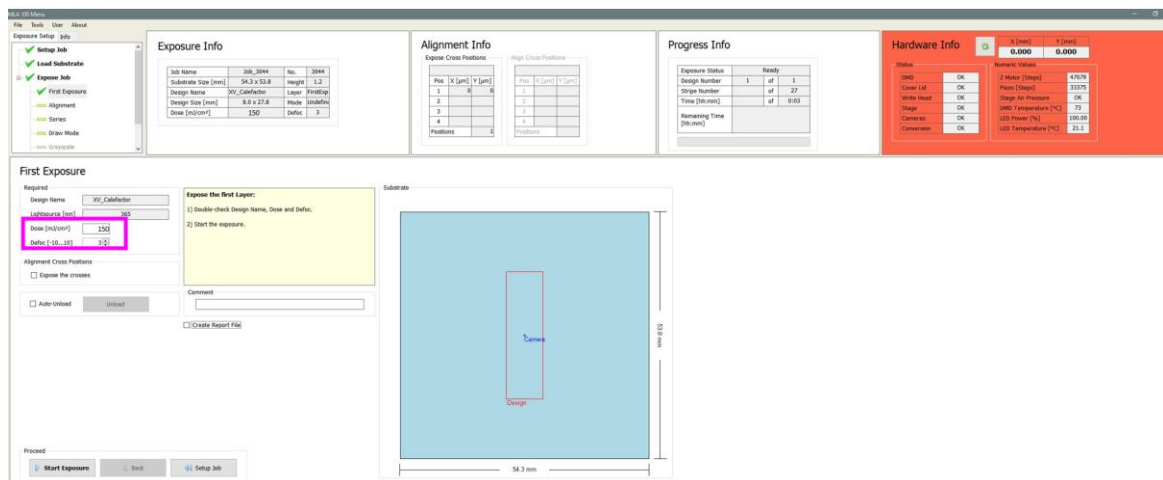 MLA 100 Menu
File Tools User About
Exposure Setup Info
Setup Job
Load Substrate
Expose Job
First Exposure
Alignment
Series
Draw Mode
Greyscale
Exposure Info
Job Name Job_3044 No. 3044
Substrate Size [mm] 54.3 x 53.8 Height 1.2
Design Name XV_Calefactor Layer FirstExp
Design Size [mm] 8.0 x 27.8 Mode Undefine
Dose [mJ/cm²] 150 Defoc 3
Alignment Info
Expose Cross Positions
Pos X [µm] Y [µm]
1 0 0
2
3
4
Positions 1
Align Cross Positions
Pos X [µm] Y [µm]
1
2
3
4
Positions
Progress Info
Exposure Status Ready
Design Number 1 of 1
Stripe Number of 27
Time [hh:mm] of 0:03
Remaining Time
[hh:mm]
Hardware Info
X [mm] Y [mm]
0.000 0.000
Status
DMD OK
Cover Lid OK
Write Head OK
Stage OK
Cameras OK
Conversion OK
Numeric Values
Z Motor [Steps] 47079
Piezo [Steps] 33375
Stage Air Pressure OK
DMD Temperature [°C] 73
LED Power [%] 100.00
LED Temperature [°C] 21.1
First Exposure
Required
Design Name XV_Calefactor
Lightsource [nm] 365
Dose [mJ/cm²] 150
Defoc [-10...10] 3
Alignment Cross Positions
Expose the crosses
Auto-Unload Unload
Expose the first Layer:
1) Double-check Design Name, Dose and Defoc.
2) Start the exposure.
Comment
Create Report File
Substrate
Camera
Design
53.8 mm
54.3 mm
Proceed
Start Exposure Back Setup Job